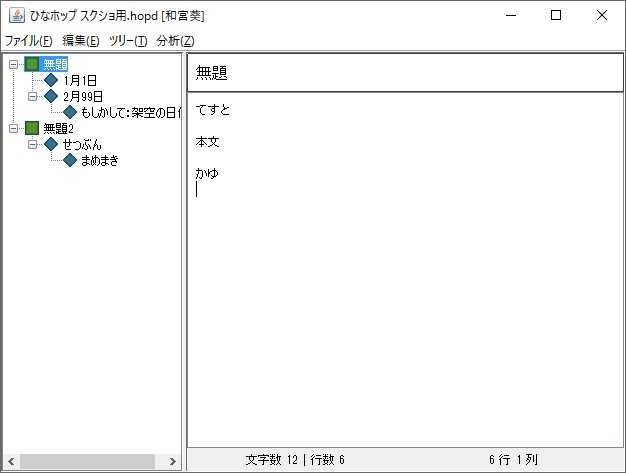 ひなホップ スクショ用.hopd [和富葵]
ファイル(F) 編集(E) ツリー(T) 分析(Z)
無題
1月1日
2月99日
もしかして:架空の日
無題2
せつぶん
まめまき
無題
てすと
本文
かゆ
文字数 12 | 行数 6
6 行 1 列